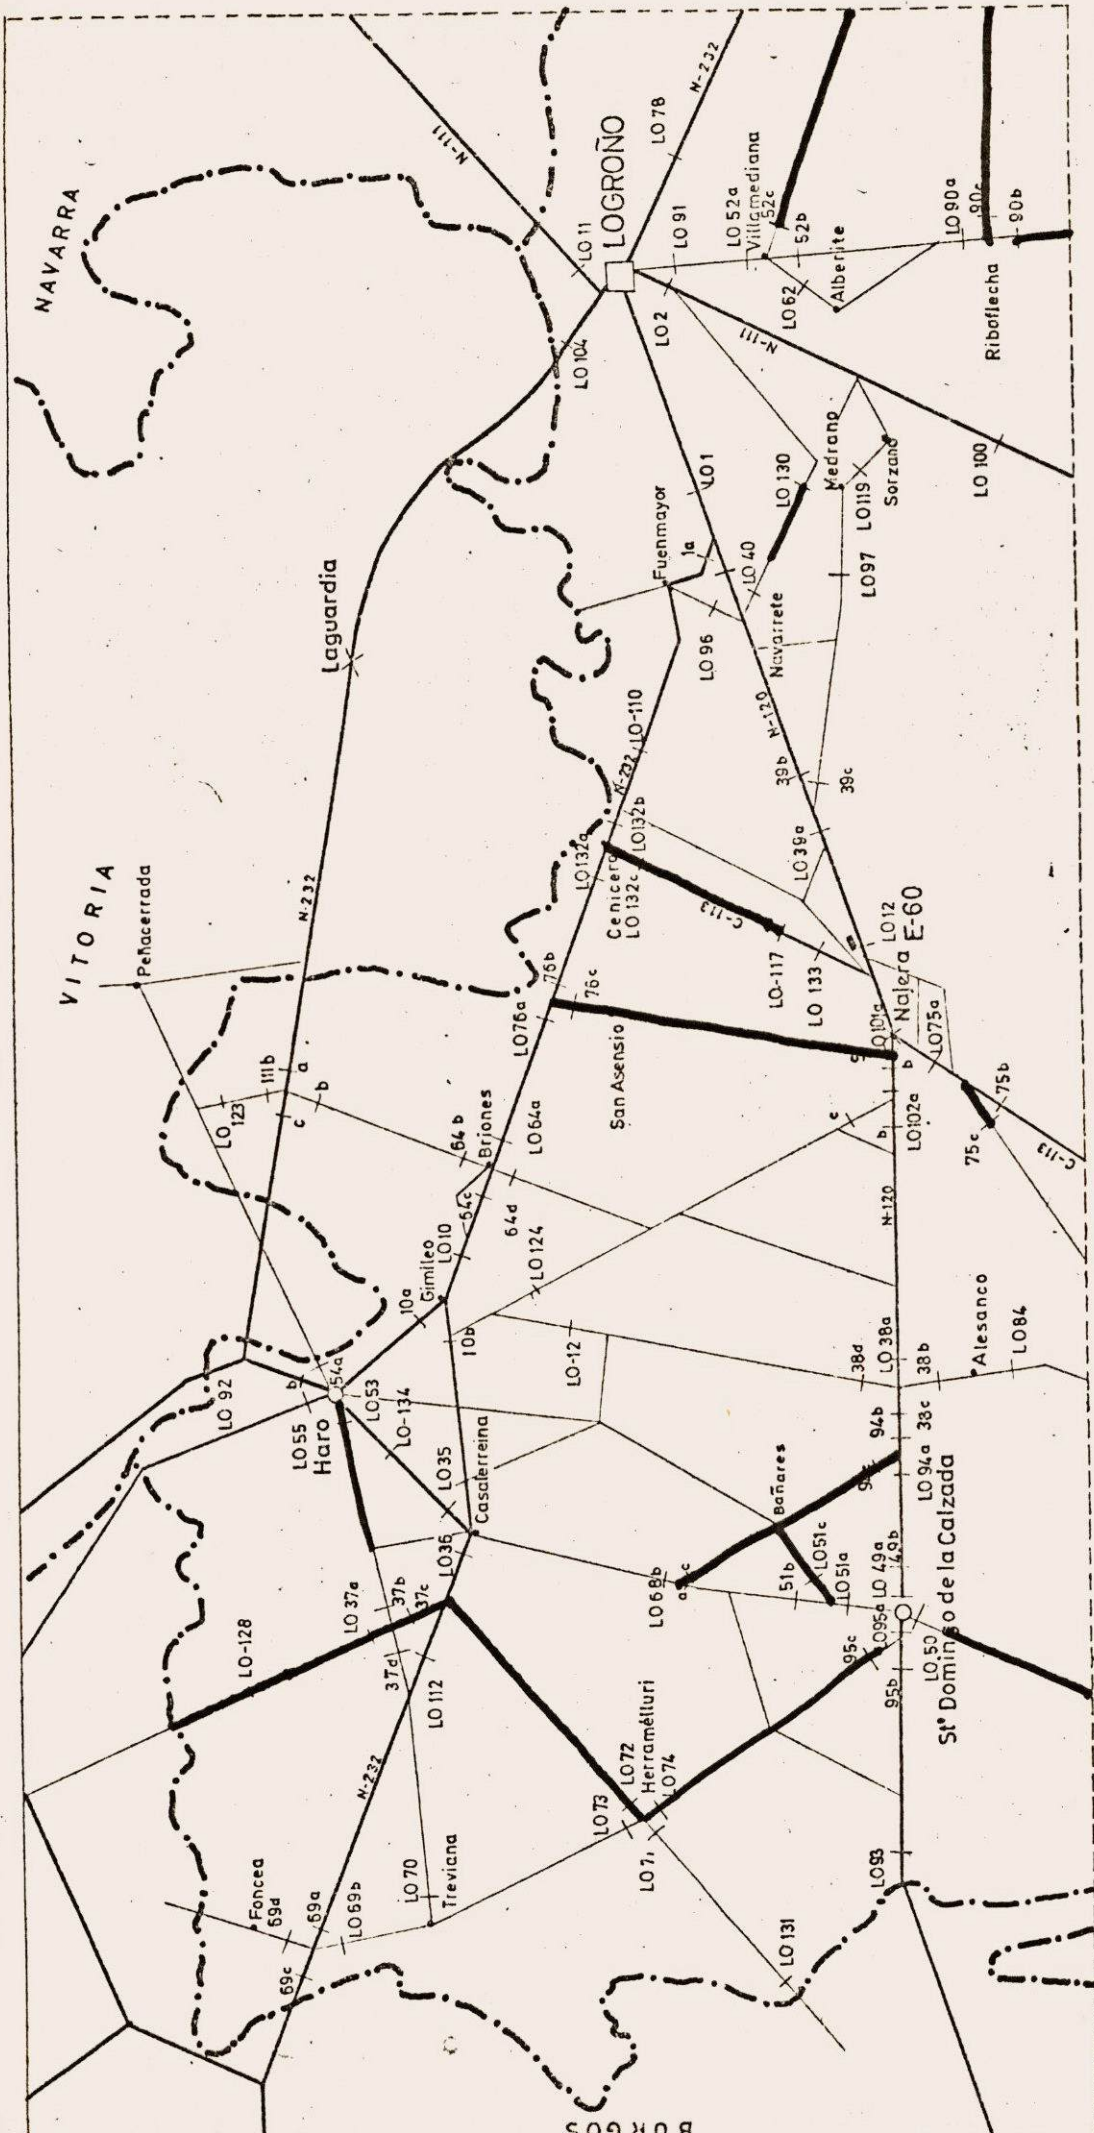 NAVARRA
VITORIA
BURGOS
N-111
N-232
LO 78
LO 11
LOGROÑO
LO 91
LO 52a
Villamediana
52c
52b
LO 62
Alberite
LO 90a
90c
90b
Riboflecha
LO 104
LO 2
N-111
LO 100
Laguardia
Fuenmayor
1a
LO 1
LO 130
Medrano
LO 119
Sorzano
LO 40
LO 97
LO 96
Navarrete
N-120
LO-110
N-232
39b
39c
LO 39a
LO 132a
LO 132b
Cenicero
LO 132c
C-113
LO-117
LO 133
LO 12
Najera E-60
Peñacerrada
N-232
LO 76a
76b
76c
San Asensio
LO 101a
c
b
LO 75a
75b
75c
C-113
LO 123
111b
a
b
c
64 b
Briones
LO 64a
64c
64d
LO 10
Gimileo
10a
10b
LO 124
c
b
LO 102a
N-120
LO 92
b
54a
LO 53
LO 55
Haro
LO-134
LO-12
38d
LO 38a
38b
Alesanco
LO 84
38c
94b
94c
LO 94a
LO 35
Casalerreina
LO 36
Bañares
LO 51c
51b
LO 51a
LO 68b
a
c
LO 49a
49b
Stº Domingo de la Calzada
LO 50
LO 95a
95b
95c
LO-128
LO 37a
37b
37c
37d
LO 112
N-232
LO 72
Herramélluri
LO 74
LO 73
LO 71
LO 70
Treviana
Foncea
69d
69a
LO 69b
69c
LO 93
LO 131